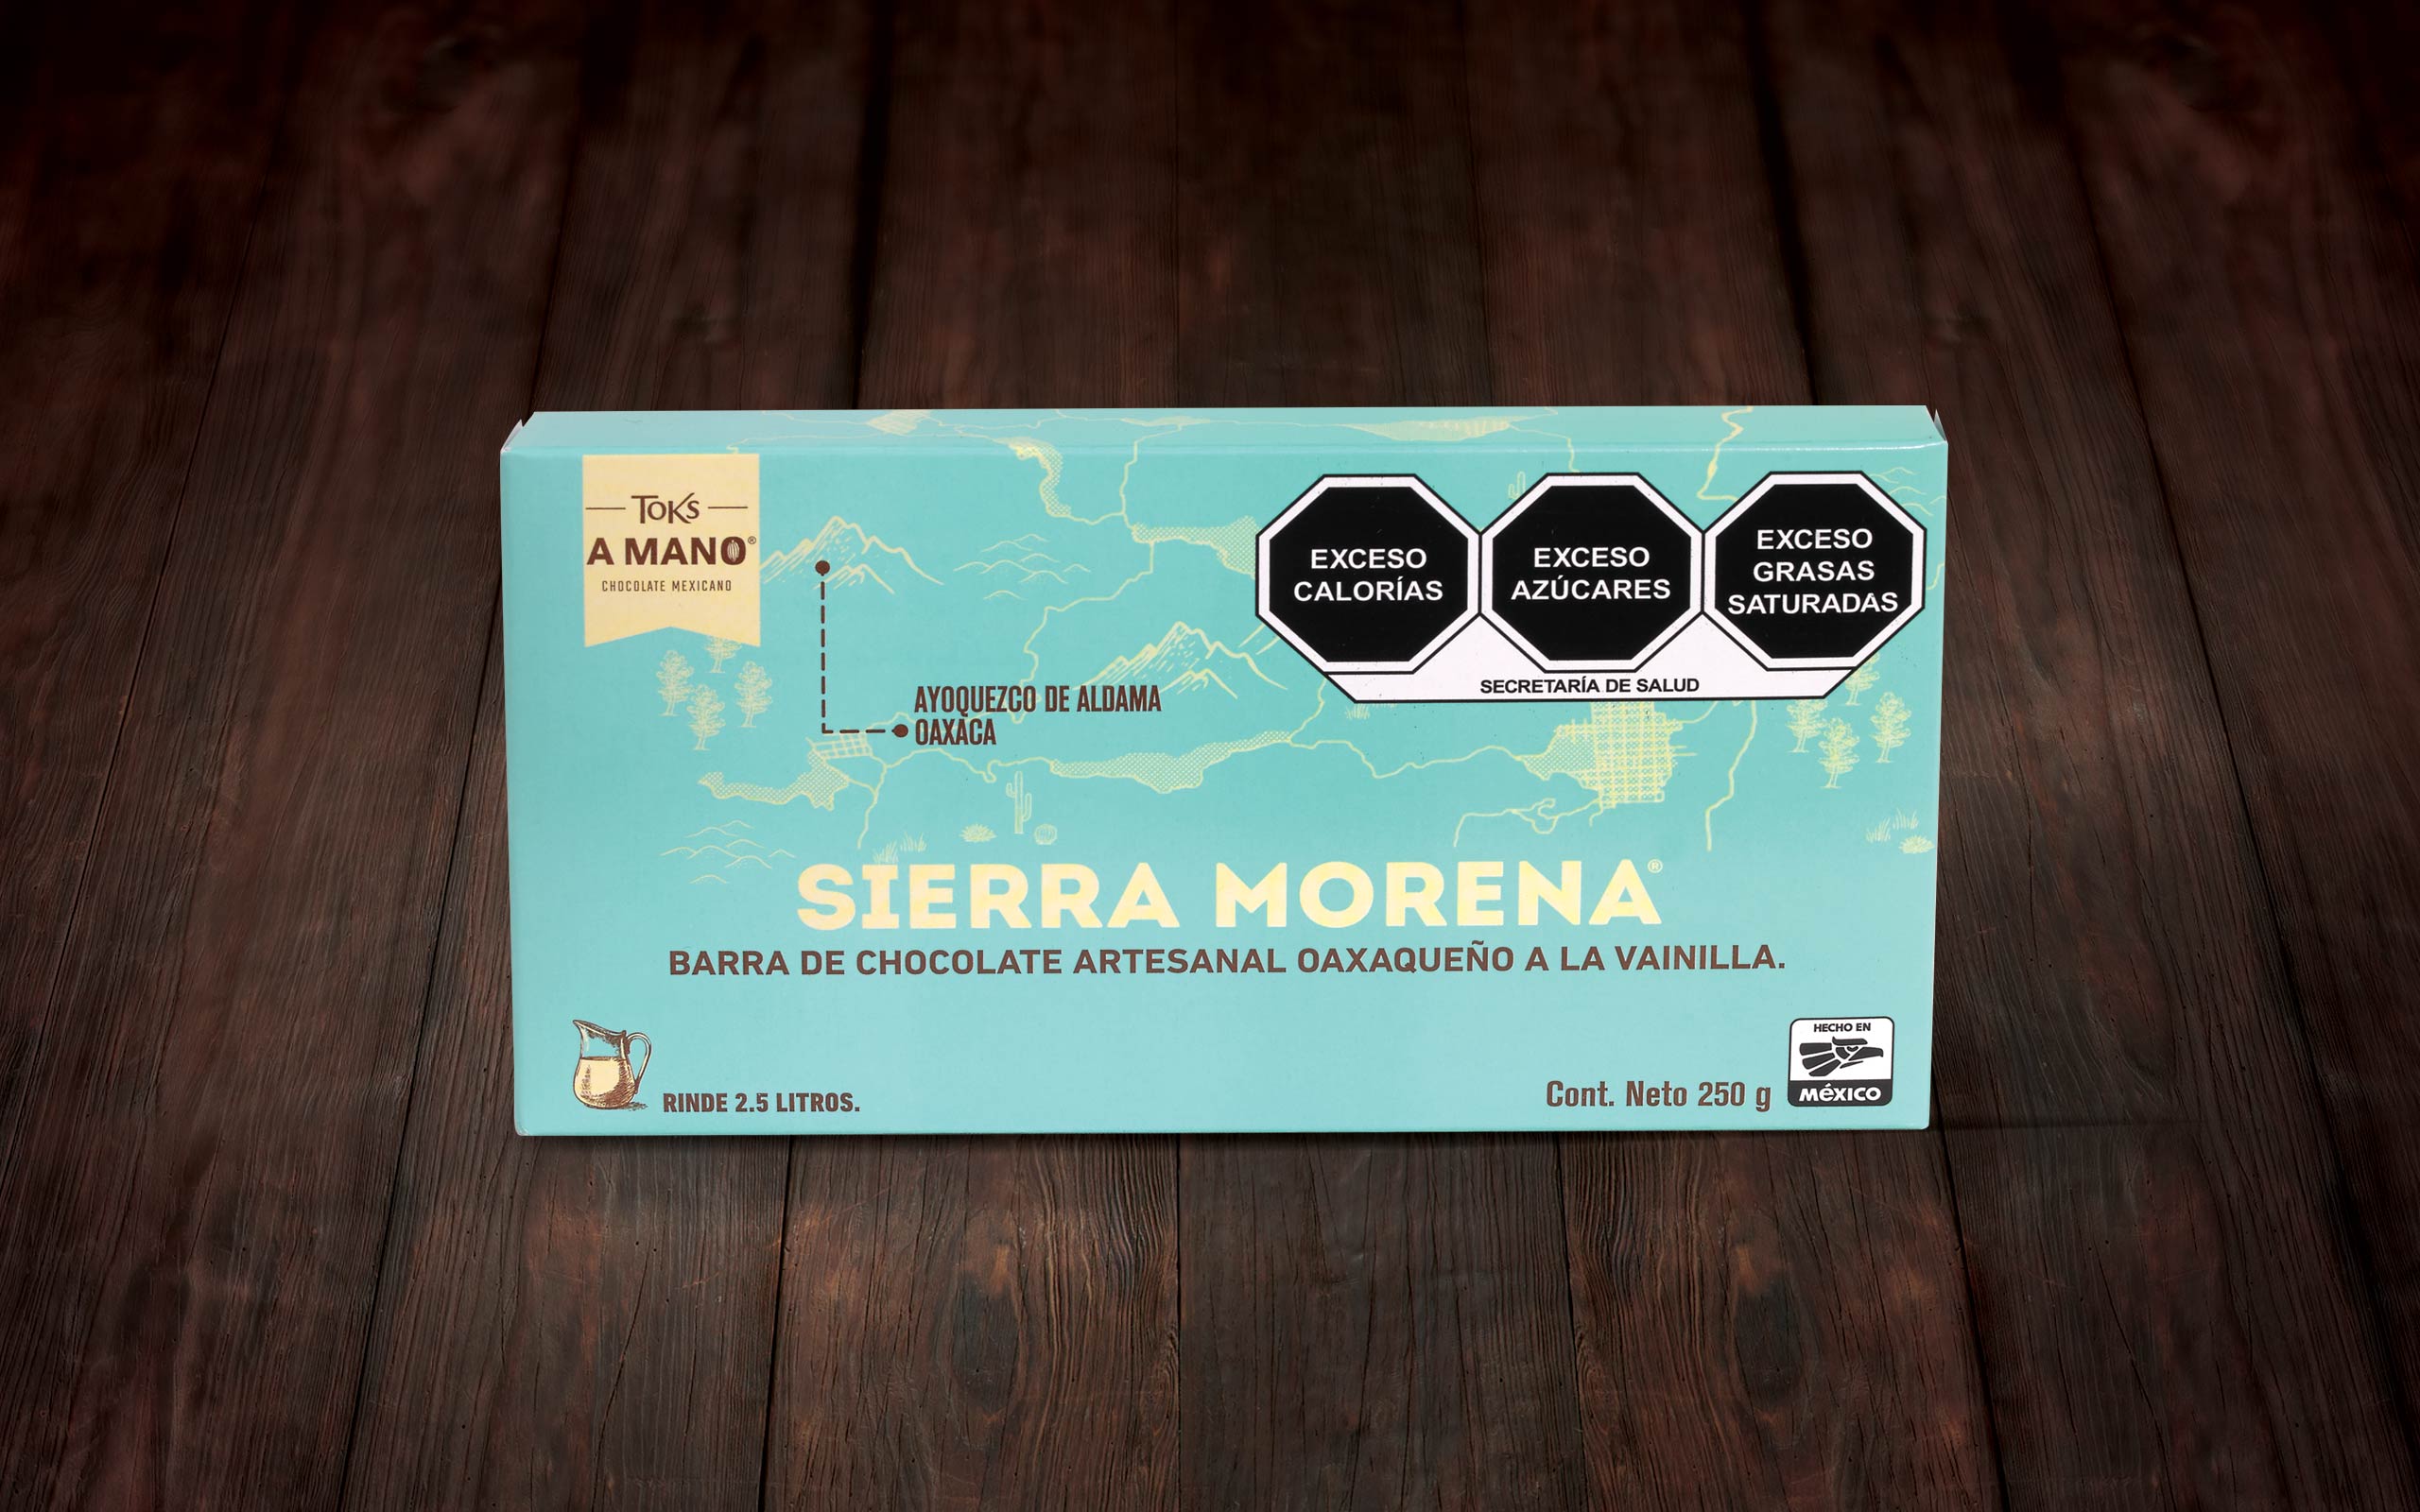 TOKS
A MANO®
CHOCOLATE MEXICANO
EXCESO
CALORÍAS
EXCESO
AZÚCARES
EXCESO
GRASAS
SATURADAS
SECRETARÍA DE SALUD
AYOQUEZCO DE ALDAMA
OAXACA
SIERRA MORENA®
BARRA DE CHOCOLATE ARTESANAL OAXAQUEÑO A LA VAINILLA.
RINDE 2.5 LITROS.
Cont. Neto 250 g
HECHO EN
MéXICO